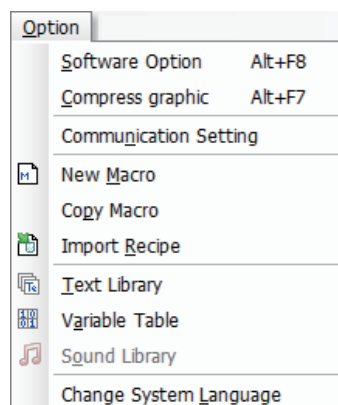 Option
Software Option Alt+F8
Compress graphic Alt+F7
Communication Setting
New Macro
Copy Macro
Import Recipe
Text Library
Variable Table
Sound Library
Change System Language